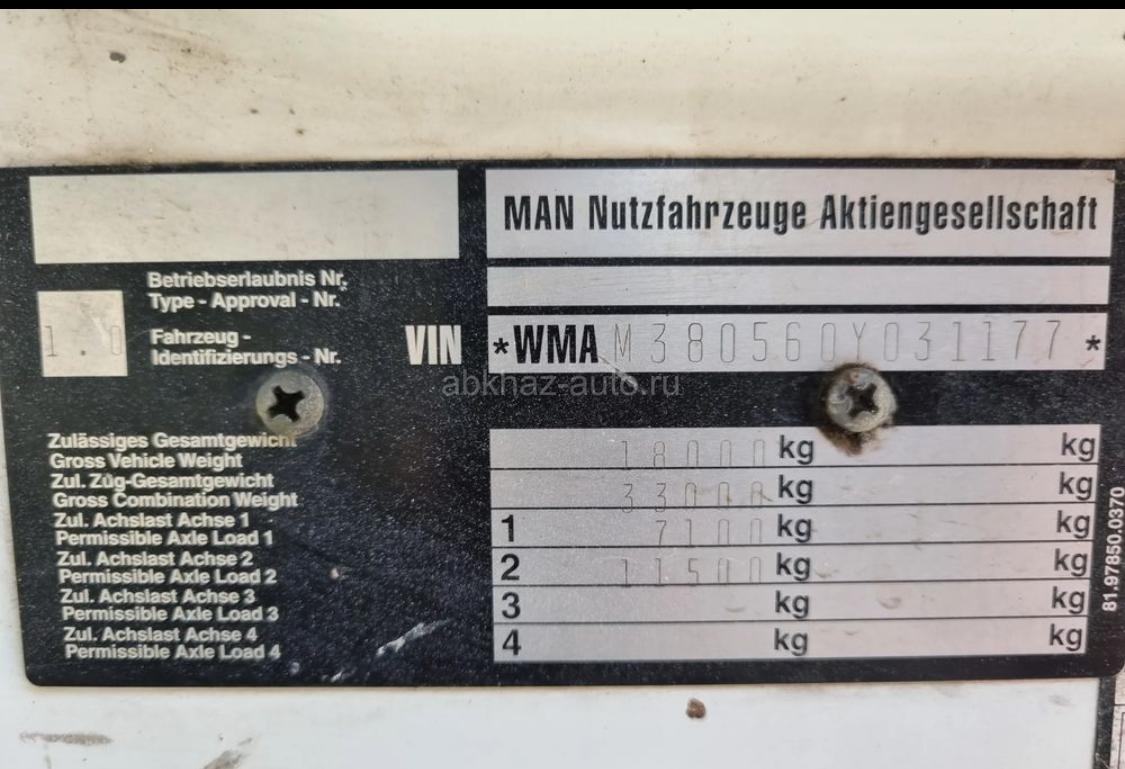 MAN Nutzfahrzeuge Aktiengesellschaft
Betriebserlaubnis Nr.
Type - Approval - Nr.
1.0
Fahrzeug -
Identifizierungs - Nr.
VIN *WMAM380560Y031177*
abkhaz-auto.ru
Zulässiges Gesamtgewicht
Gross Vehicle Weight
18000 kg kg
Zul. Züg-Gesamtgewicht
Gross Combination Weight
33000 kg kg
Zul. Achslast Achse 1
Permissible Axle Load 1
1 7100 kg kg
Zul. Achslast Achse 2
Permissible Axle Load 2
2 11500 kg kg
Zul. Achslast Achse 3
Permissible Axle Load 3
3 kg kg
Zul. Achslast Achse 4
Permissible Axle Load 4
4 kg kg
81.97850.0370